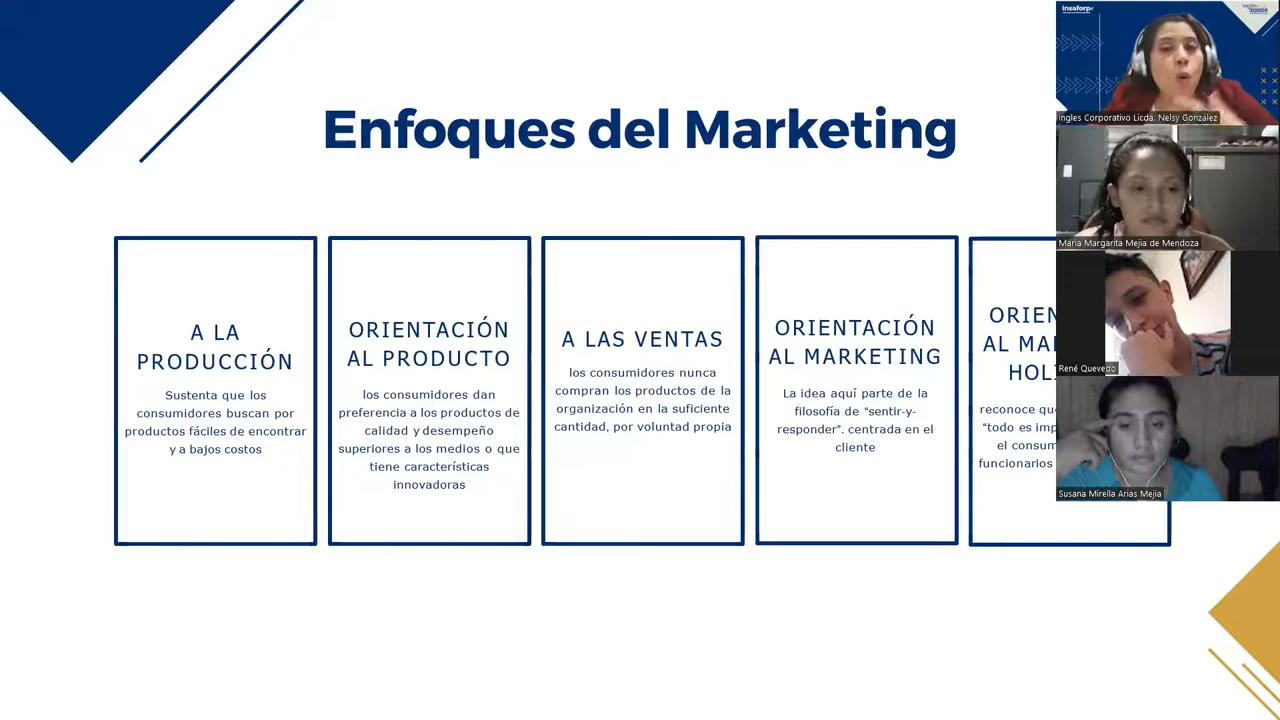 Enfoques del Marketing
A LA
PRODUCCIÓN
Sustenta que los
consumidores buscan por
productos fáciles de encontrar
y a bajos costos
ORIENTACIÓN
AL PRODUCTO
los consumidores dan
preferencia a los productos de
calidad y desempeño
superiores a los medios o que
tiene características
innovadoras
A LAS VENTAS
los consumidores nunca
compran los productos de la
organización en la suficiente
cantidad, por voluntad propia
ORIENTACIÓN
AL MARKETING
La idea aquí parte de la
filosofía de “sentir-y-
responder”. centrada en el
cliente
ORIEN
AL MA
HOL
reconoce que
“todo es imp
el consum
funcionarios
Insaforp
Ingles Corporativo Licda. Nelsy González
María Margarita Mejia de Mendoza
René Quevedo
Susana Mirella Arias Mejia